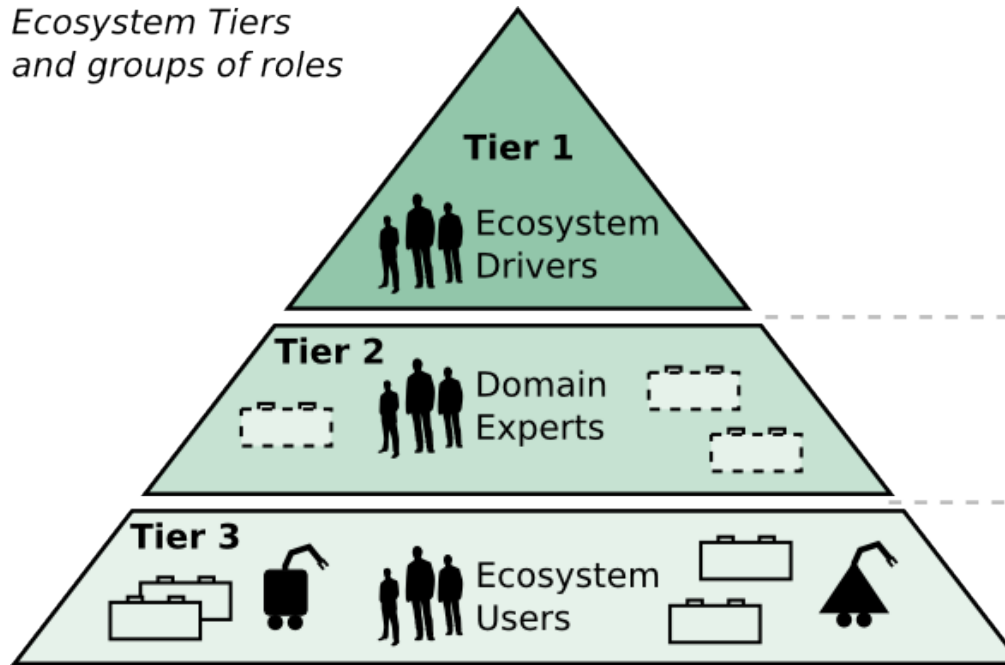 Ecosystem Tiers
and groups of roles
Tier 1
Ecosystem
Drivers
Tier 2
Domain
Experts
Tier 3
Ecosystem
Users